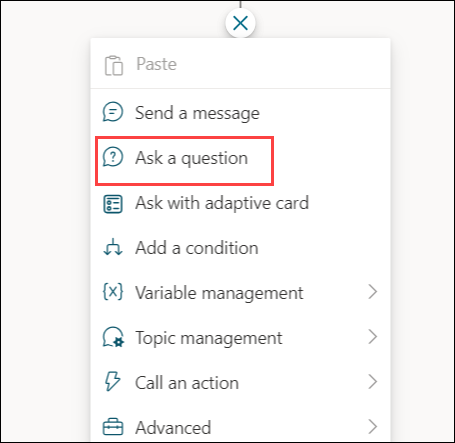 Paste
Send a message
Ask a question
Ask with adaptive card
Add a condition
{x} Variable management
Topic management
Call an action
Advanced